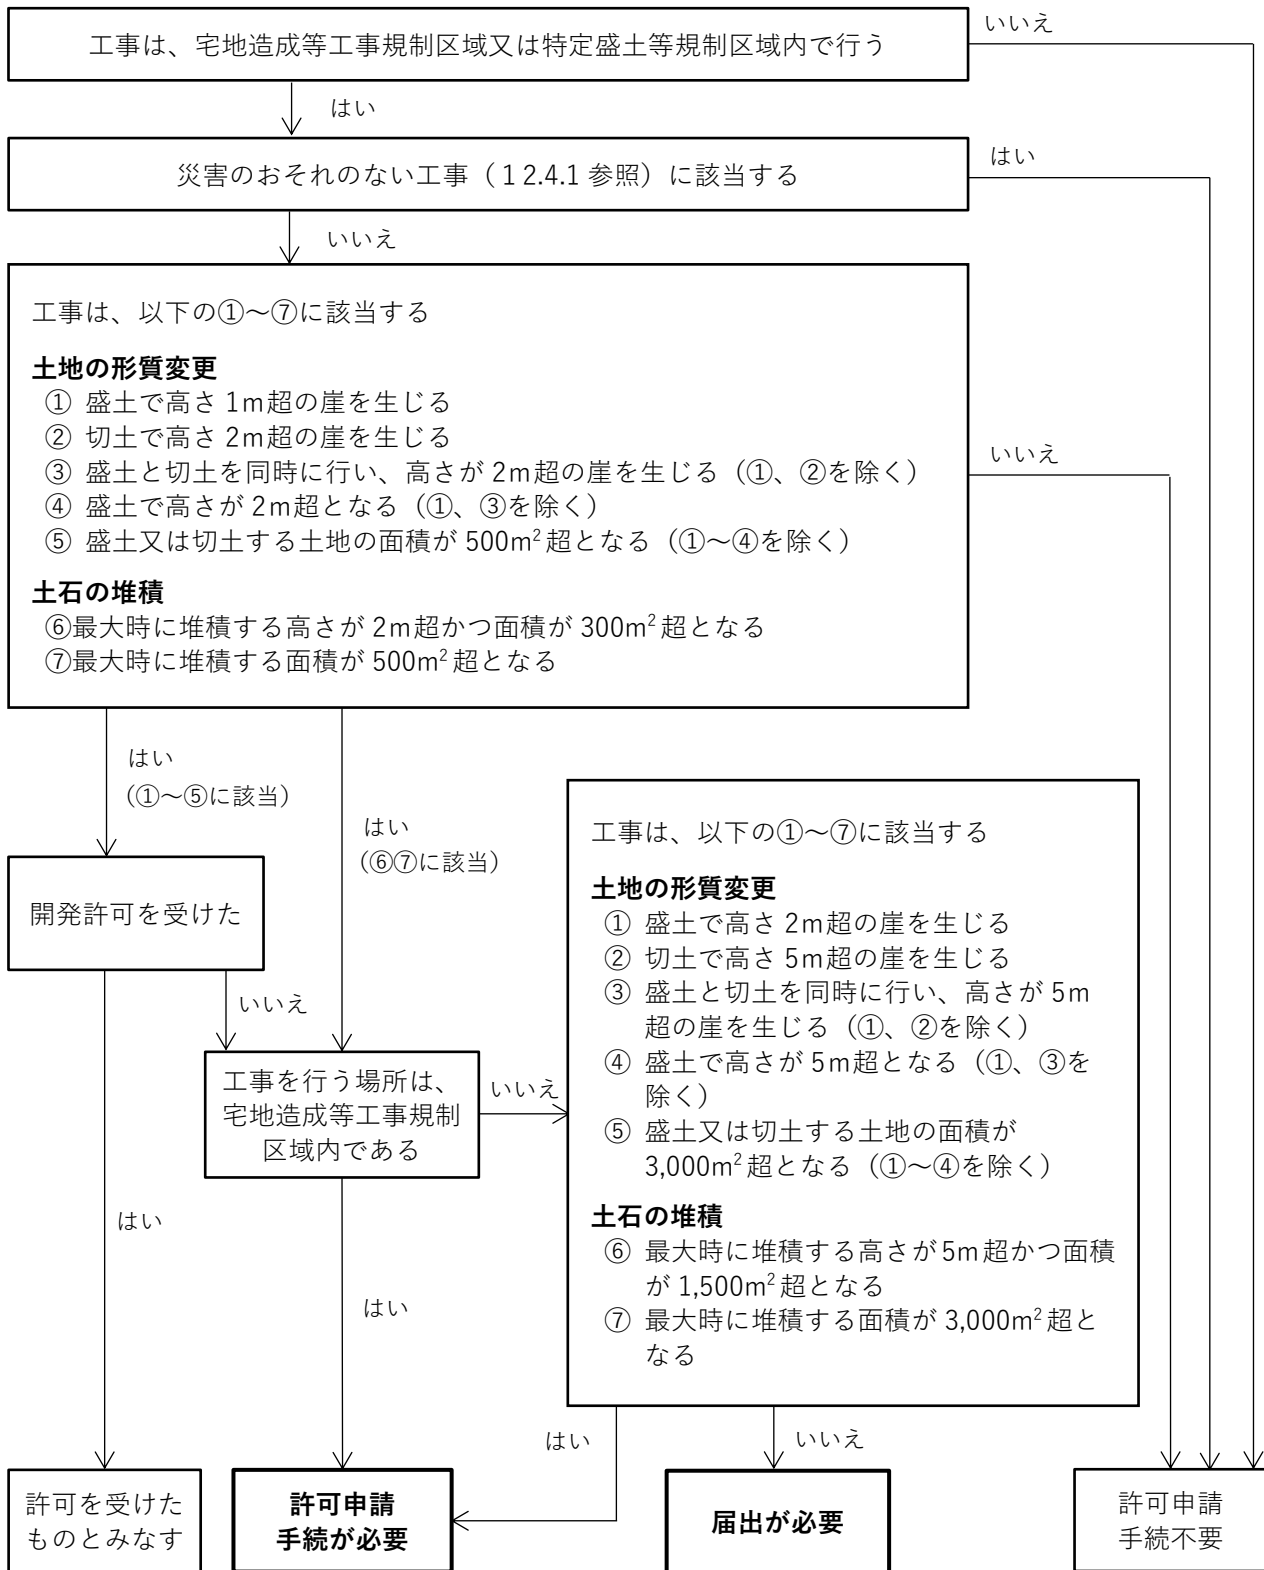 工事は、宅地造成等工事規制区域又は特定盛土等規制区域内で行う
いいえ
はい
災害のおそれのない工事（１2.4.1 参照）に該当する
はい
いいえ
工事は、以下の①～⑦に該当する
土地の形質変更
① 盛土で高さ 1ｍ超の崖を生じる
② 切土で高さ 2ｍ超の崖を生じる
③ 盛土と切土を同時に行い、高さが 2ｍ超の崖を生じる（①、②を除く）
④ 盛土で高さが 2ｍ超となる（①、③を除く）
⑤ 盛土又は切土する土地の面積が 500m² 超となる（①～④を除く）
土石の堆積
⑥最大時に堆積する高さが 2ｍ超かつ面積が 300m² 超となる
⑦最大時に堆積する面積が 500m² 超となる
いいえ
はい
（①～⑤に該当）
はい
（⑥⑦に該当）
開発許可を受けた
いいえ
はい
工事を行う場所は、
宅地造成等工事規制
区域内である
いいえ
はい
工事は、以下の①～⑦に該当する
土地の形質変更
① 盛土で高さ 2ｍ超の崖を生じる
② 切土で高さ 5ｍ超の崖を生じる
③ 盛土と切土を同時に行い、高さが 5ｍ
超の崖を生じる（①、②を除く）
④ 盛土で高さが 5ｍ超となる（①、③を
除く）
⑤ 盛土又は切土する土地の面積が
3,000m² 超となる（①～④を除く）
土石の堆積
⑥ 最大時に堆積する高さが 5ｍ超かつ面積
が 1,500m² 超となる
⑦ 最大時に堆積する面積が 3,000m² 超と
なる
はい
いいえ
許可を受けた
ものとみなす
許可申請
手続が必要
届出が必要
許可申請
手続不要